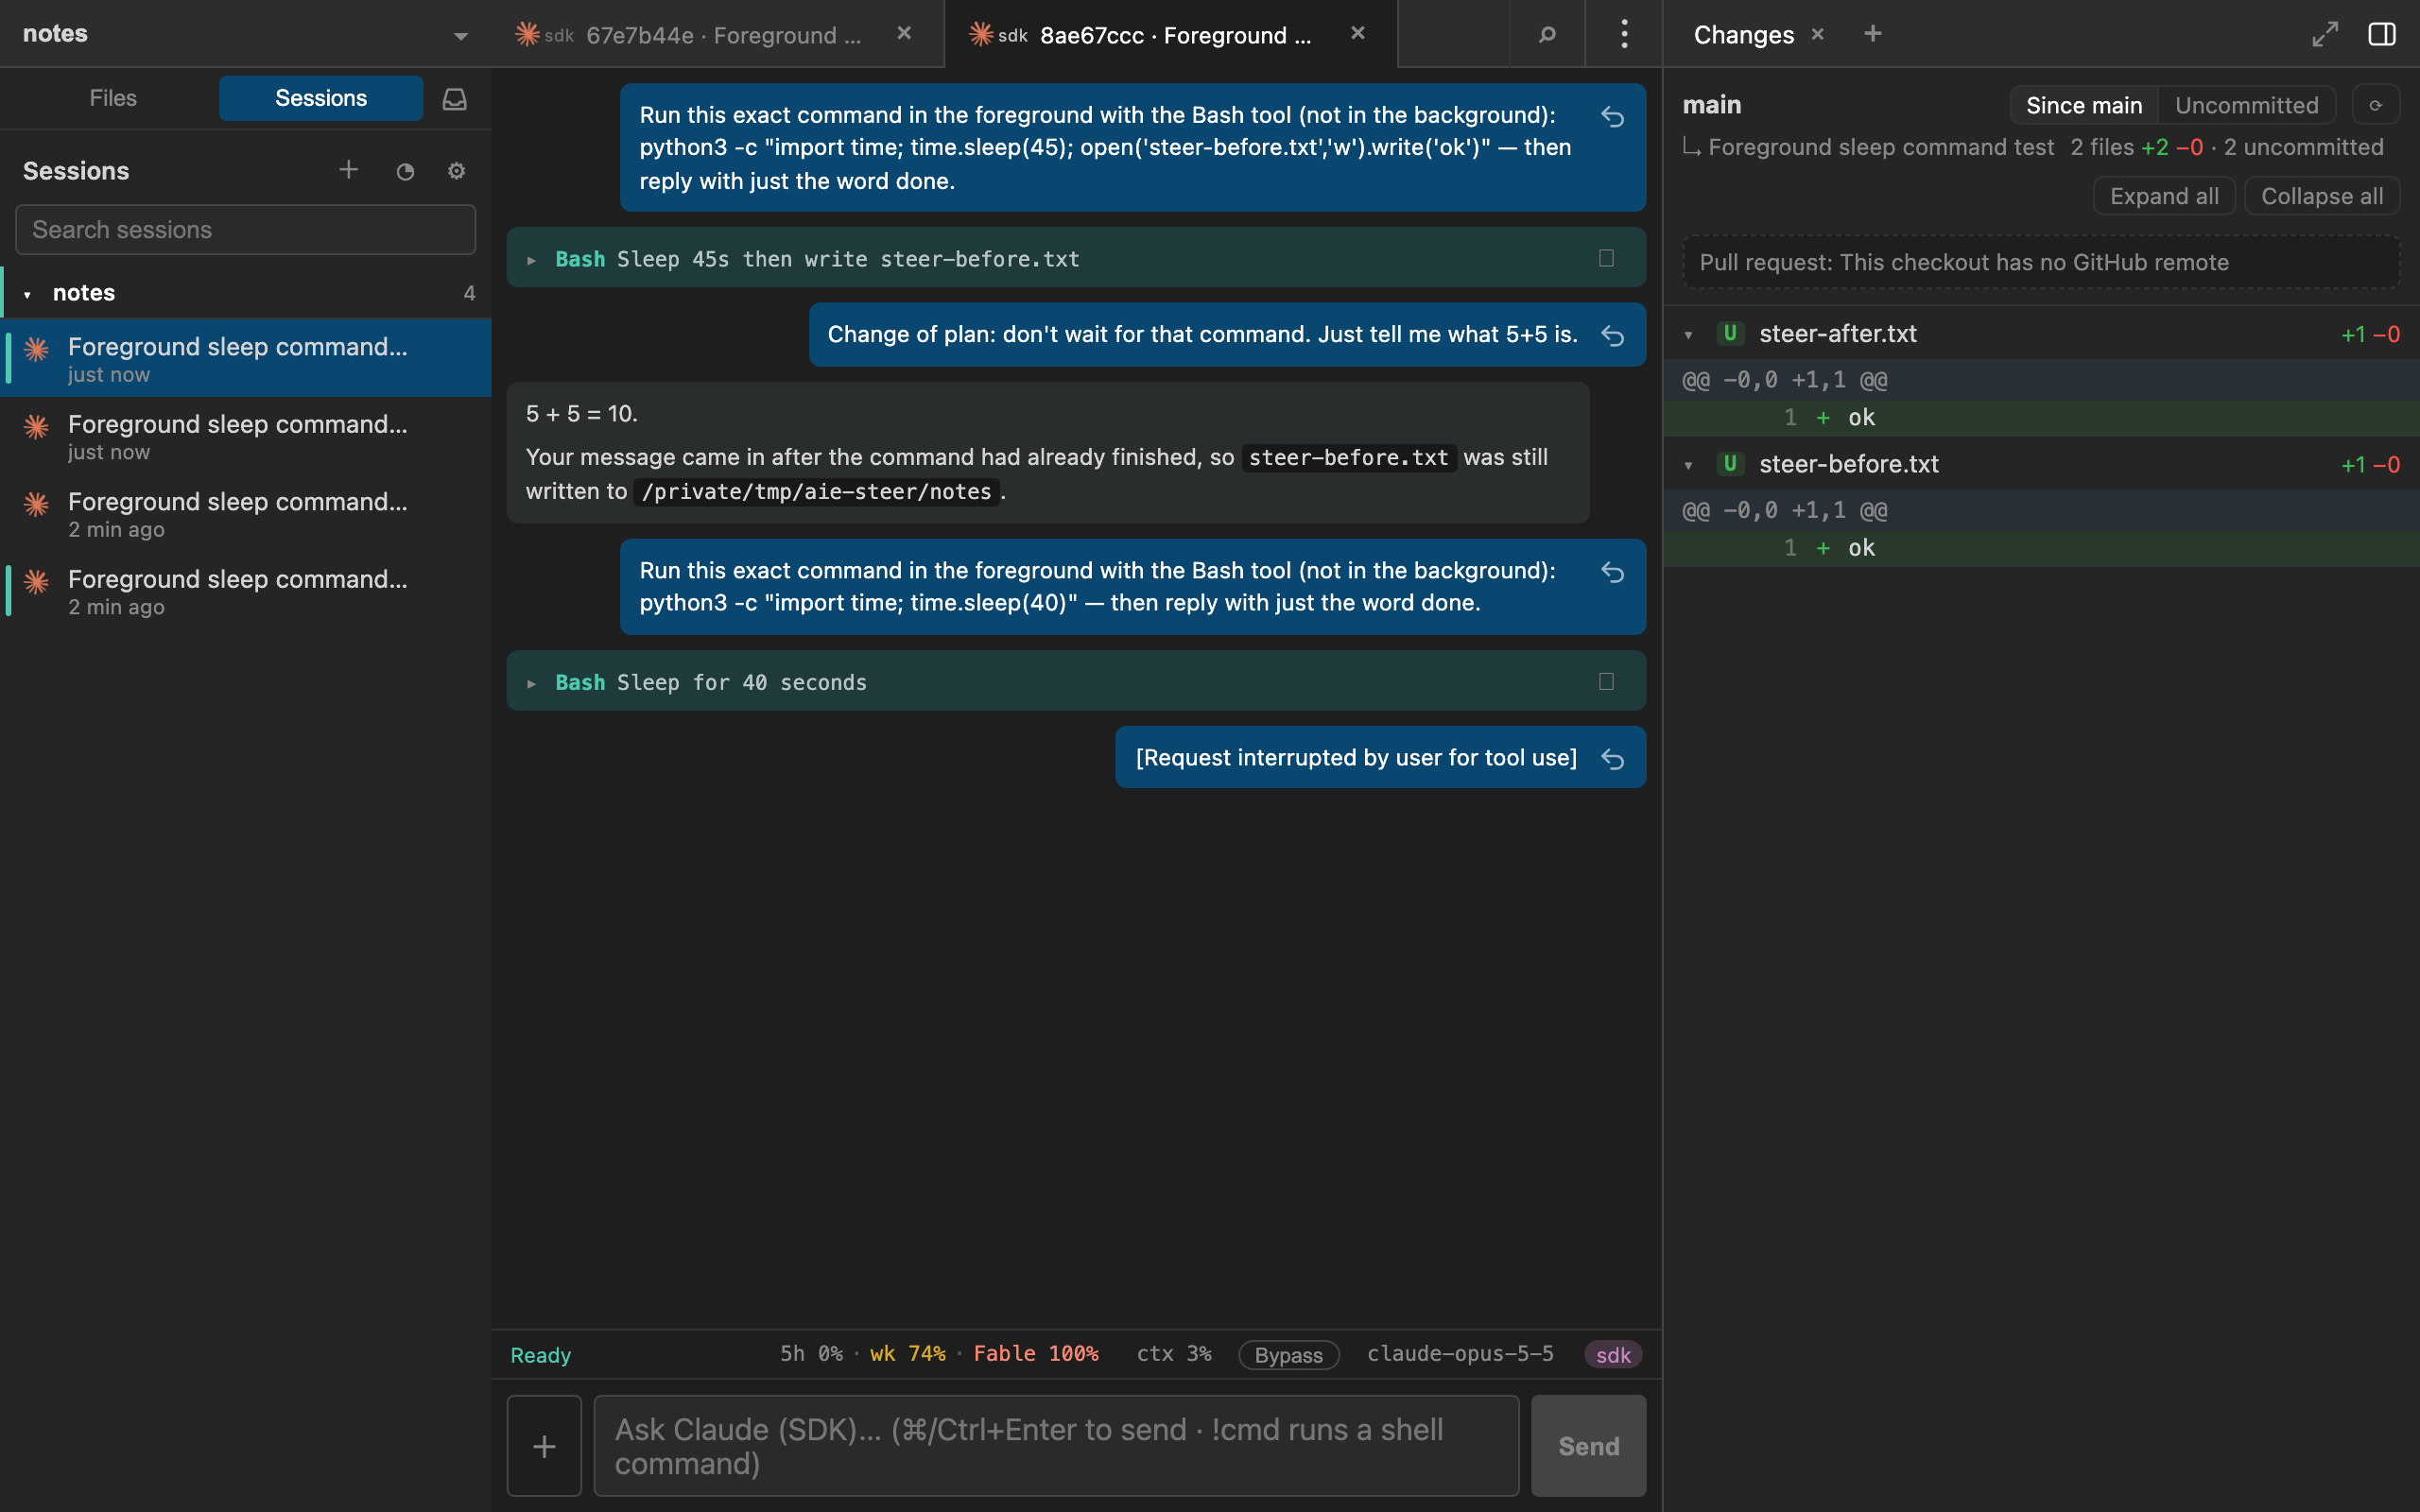 notes
Files
Sessions
Sessions
Search sessions
notes
4
Foreground sleep command...
just now
Foreground sleep command...
just now
Foreground sleep command...
2 min ago
Foreground sleep command...
2 min ago
sdk 67e7b44e · Foreground ...
sdk 8ae67ccc · Foreground ...
Run this exact command in the foreground with the Bash tool (not in the background):
python3 -c "import time; time.sleep(45); open('steer-before.txt','w').write('ok')" — then
reply with just the word done.
Bash Sleep 45s then write steer-before.txt
Change of plan: don't wait for that command. Just tell me what 5+5 is.
5 + 5 = 10.
Your message came in after the command had already finished, so steer-before.txt was still
written to /private/tmp/aie-steer/notes.
Run this exact command in the foreground with the Bash tool (not in the background):
python3 -c "import time; time.sleep(40)" — then reply with just the word done.
Bash Sleep for 40 seconds
[Request interrupted by user for tool use]
Ready
5h 0% · wk 74% · Fable 100%
ctx 3%
Bypass
claude-opus-5-5
sdk
Ask Claude (SDK)... (⌘/Ctrl+Enter to send · !cmd runs a shell
command)
Send
Changes
main
Since main
Uncommitted
Foreground sleep command test 2 files +2 −0 · 2 uncommitted
Expand all
Collapse all
Pull request: This checkout has no GitHub remote
U steer-after.txt +1 −0
@@ −0,0 +1,1 @@
1 + ok
U steer-before.txt +1 −0
@@ −0,0 +1,1 @@
1 + ok